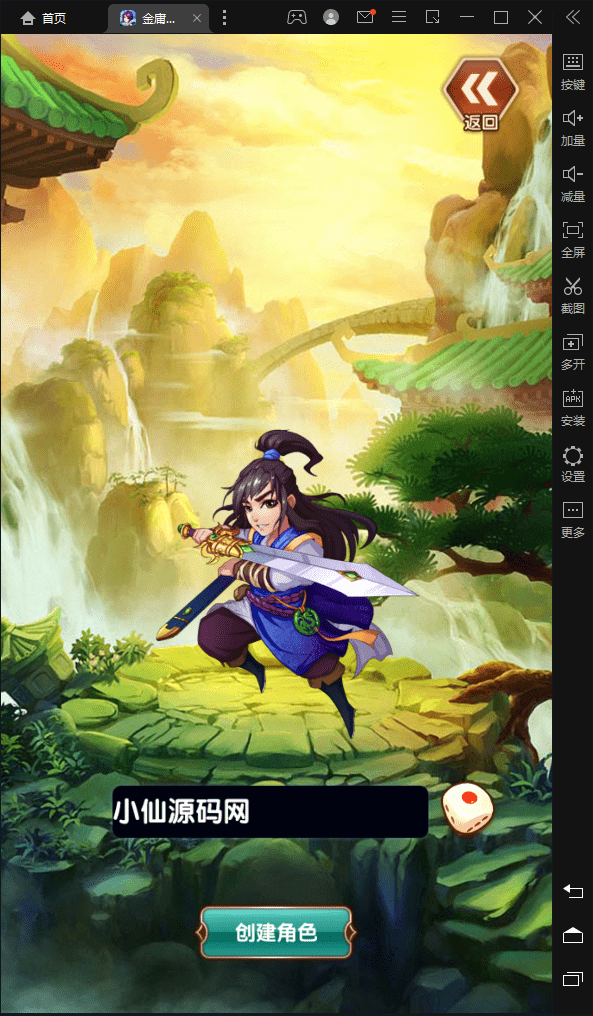 首页
金庸...
返回
按键
加量
减量
全屏
截图
多开
APK
安装
设置
更多
小仙源码网
创建角色